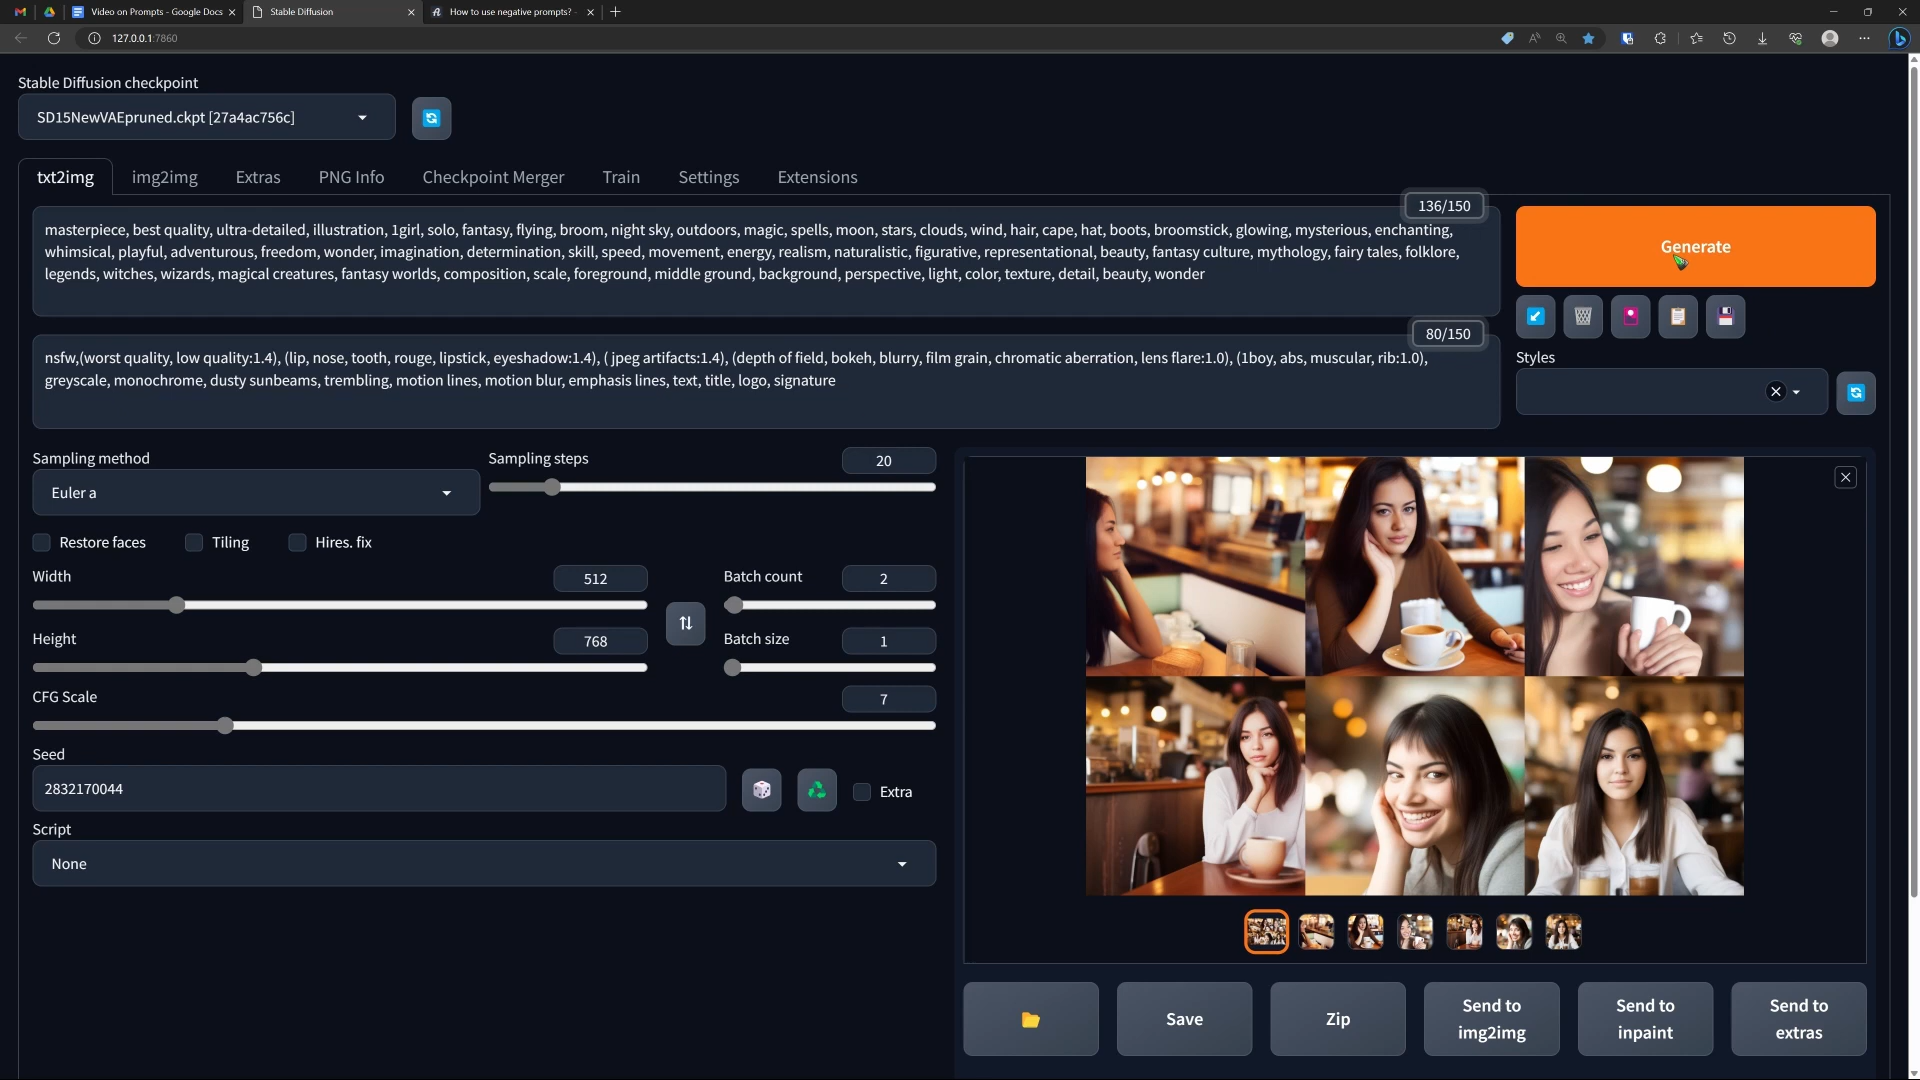 Video on Prompts - Google Docs
Stable Diffusion
How to use negative prompts?
127.0.0.1:7860
Stable Diffusion checkpoint
SD15NewVAEpruned.ckpt [27a4ac756c]
txt2img
img2img
Extras
PNG Info
Checkpoint Merger
Train
Settings
Extensions
136/150
masterpiece, best quality, ultra-detailed, illustration, 1girl, solo, fantasy, flying, broom, night sky, outdoors, magic, spells, moon, stars, clouds, wind, hair, cape, hat, boots, broomstick, glowing, mysterious, enchanting,
whimsical, playful, adventurous, freedom, wonder, imagination, determination, skill, speed, movement, energy, realism, naturalistic, figurative, representational, beauty, fantasy culture, mythology, fairy tales, folklore,
legends, witches, wizards, magical creatures, fantasy worlds, composition, scale, foreground, middle ground, background, perspective, light, color, texture, detail, beauty, wonder
Generate
80/150
nsfw,(worst quality, low quality:1.4), (lip, nose, tooth, rouge, lipstick, eyeshadow:1.4), ( jpeg artifacts:1.4), (depth of field, bokeh, blurry, film grain, chromatic aberration, lens flare:1.0), (1boy, abs, muscular, rib:1.0),
greyscale, monochrome, dusty sunbeams, trembling, motion lines, motion blur, emphasis lines, text, title, logo, signature
Styles
Sampling method
Euler a
Sampling steps
20
Restore faces
Tiling
Hires. fix
Width
512
Batch count
2
Height
768
Batch size
1
CFG Scale
7
Seed
2832170044
Extra
Script
None
Save
Zip
Send to
img2img
Send to
inpaint
Send to
extras